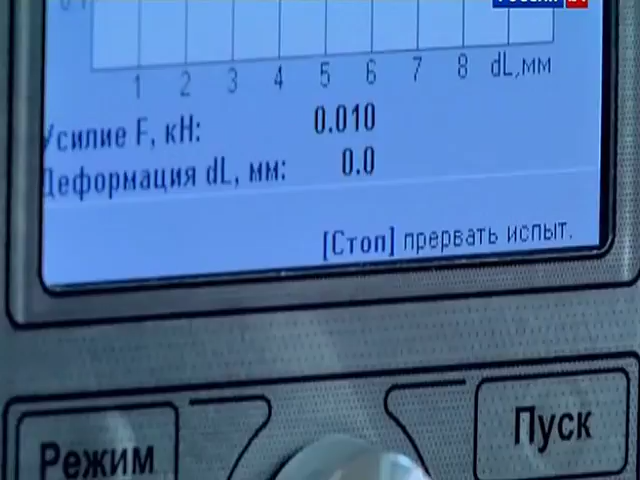 1 2 3 4 5 6 7 8 dL,мм
Усилие F, кН: 0.010
Деформация dL, мм: 0.0
[Стоп] прервать испыт.
Режим
Пуск